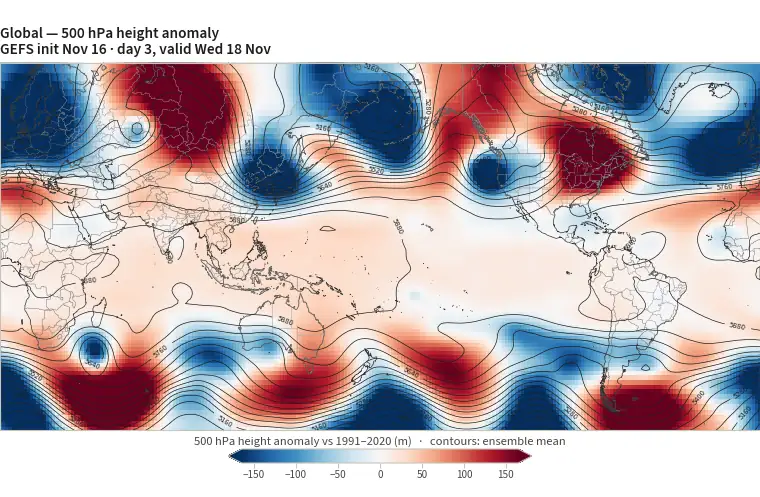 Global — 500 hPa height anomaly
GEFS init Nov 16 · day 3, valid Wed 18 Nov
500 hPa height anomaly vs 1991–2020 (m)   ·   contours: ensemble mean
−150 −100 −50 0 50 100 150